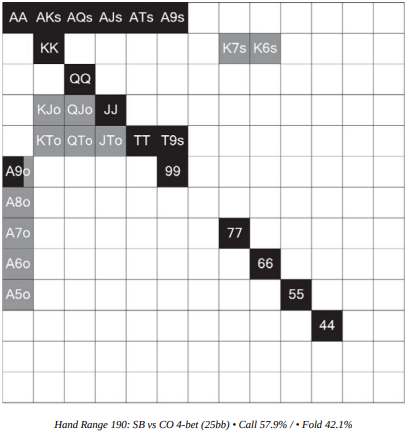 AA AKs AQs AJs ATs A9s
KK K7s K6s
QQ
KJo QJo JJ
KTo QTo JTo TT T9s
A9o 99
A8o
A7o 77
A6o 66
A5o 55
44
Hand Range 190: SB vs CO 4-bet (25bb) • Call 57.9% / • Fold 42.1%